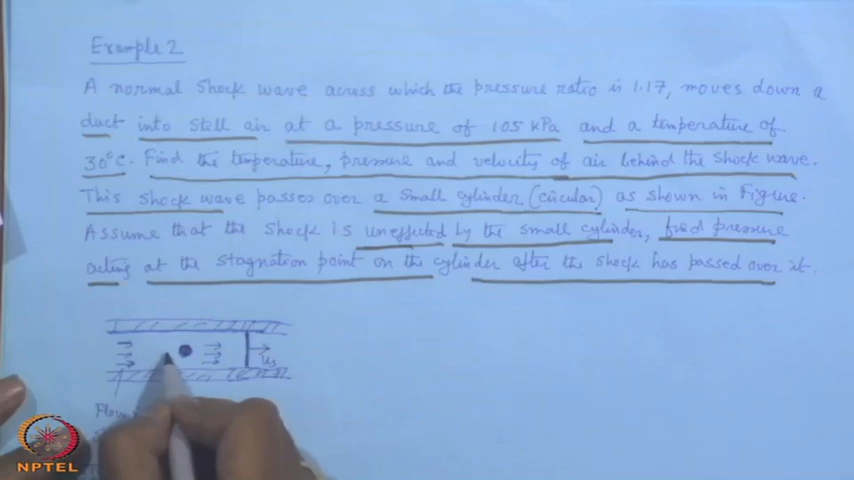 Example 2
A normal shock wave across which the pressure ratio is 1.17, moves down a
duct into still air at a pressure of 105 kPa and a temperature of
30°C. Find the temperature, pressure and velocity of air behind the shock wave.
This shock wave passes over a small cylinder (circular) as shown in Figure.
Assume that the shock is uneffected by the small cylinder, find pressure
acting at the stagnation point on the cylinder after the shock has passed over it.
Us
Flow
NPTEL